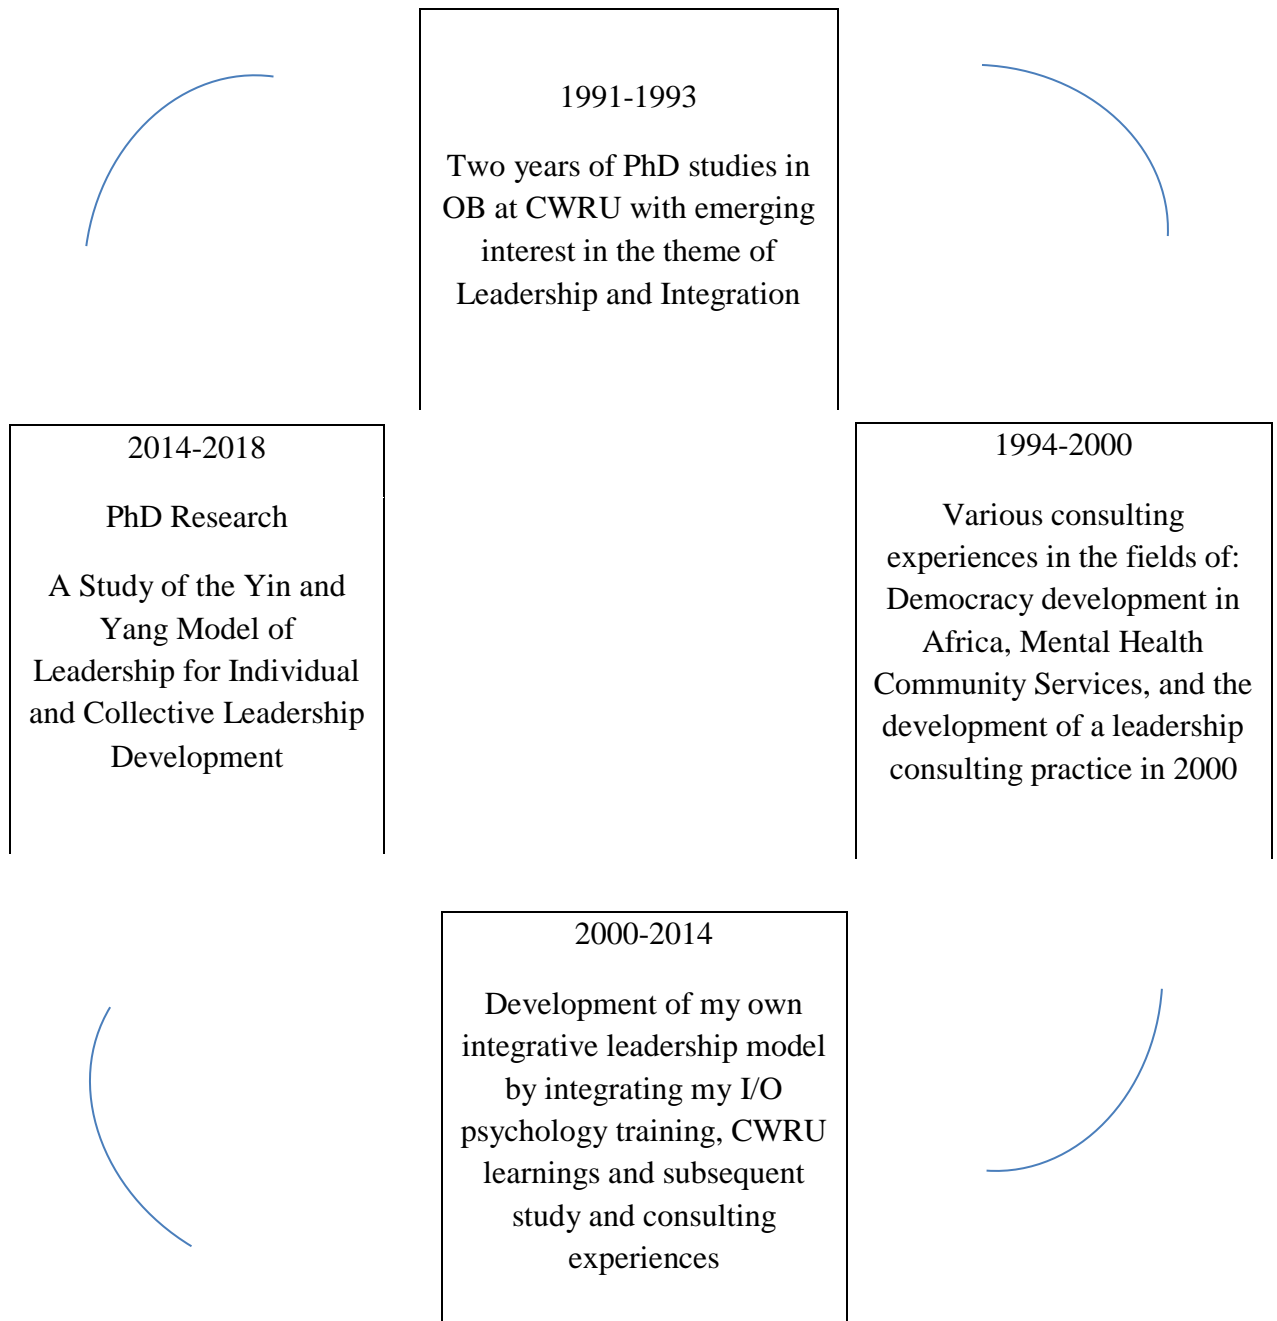 1991-1993
Two years of PhD studies in
OB at CWRU with emerging
interest in the theme of
Leadership and Integration
2014-2018
PhD Research
A Study of the Yin and
Yang Model of
Leadership for Individual
and Collective Leadership
Development
1994-2000
Various consulting
experiences in the fields of:
Democracy development in
Africa, Mental Health
Community Services, and the
development of a leadership
consulting practice in 2000
2000-2014
Development of my own
integrative leadership model
by integrating my I/O
psychology training, CWRU
learnings and subsequent
study and consulting
experiences